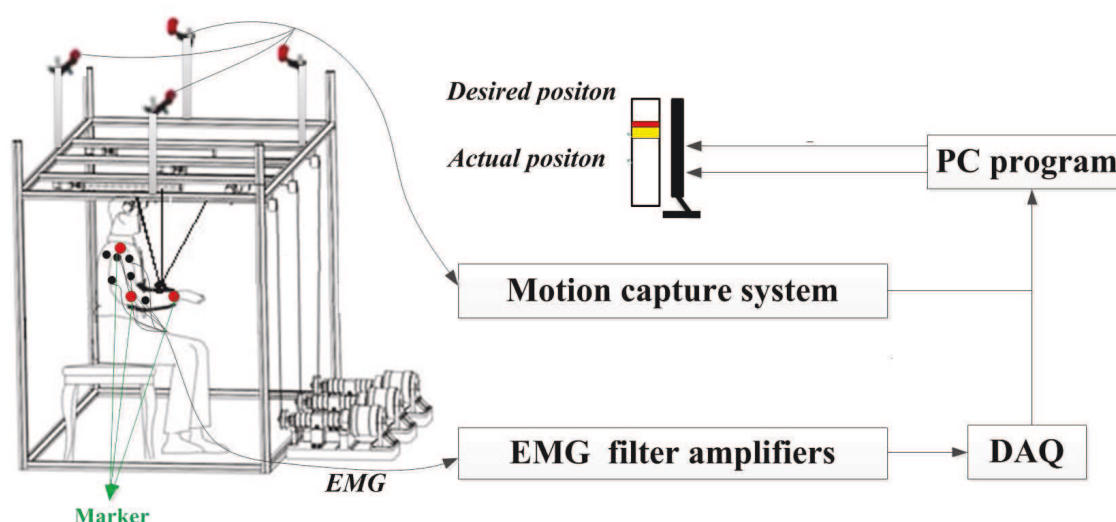 Desired positon
Actual positon
PC program
Motion capture system
EMG filter amplifiers
DAQ
EMG
Marker